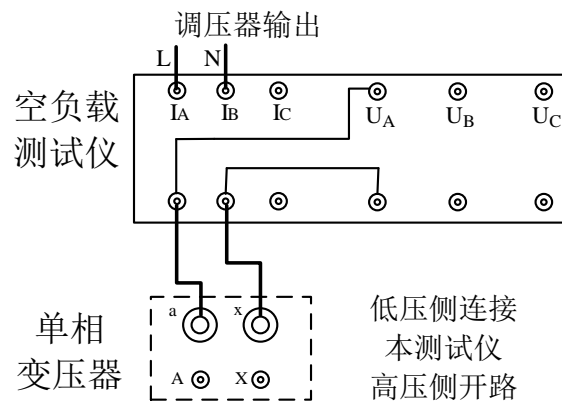 调压器输出
L N
空负载
测试仪
IA IB IC UA UB UC
单相
变压器
a x
A X
低压侧连接
本测试仪
高压侧开路